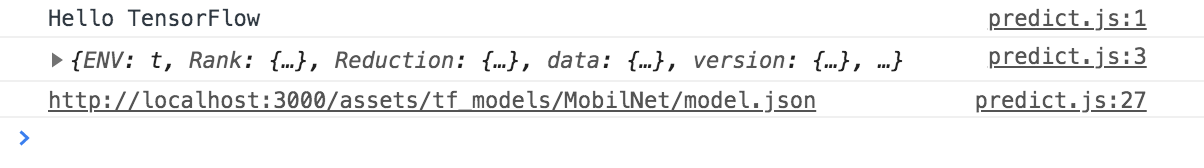 Hello TensorFlow predict.js:1
▶{ENV: t, Rank: {…}, Reduction: {…}, data: {…}, version: {…}, …} predict.js:3
http://localhost:3000/assets/tf_models/MobilNet/model.json predict.js:27
>